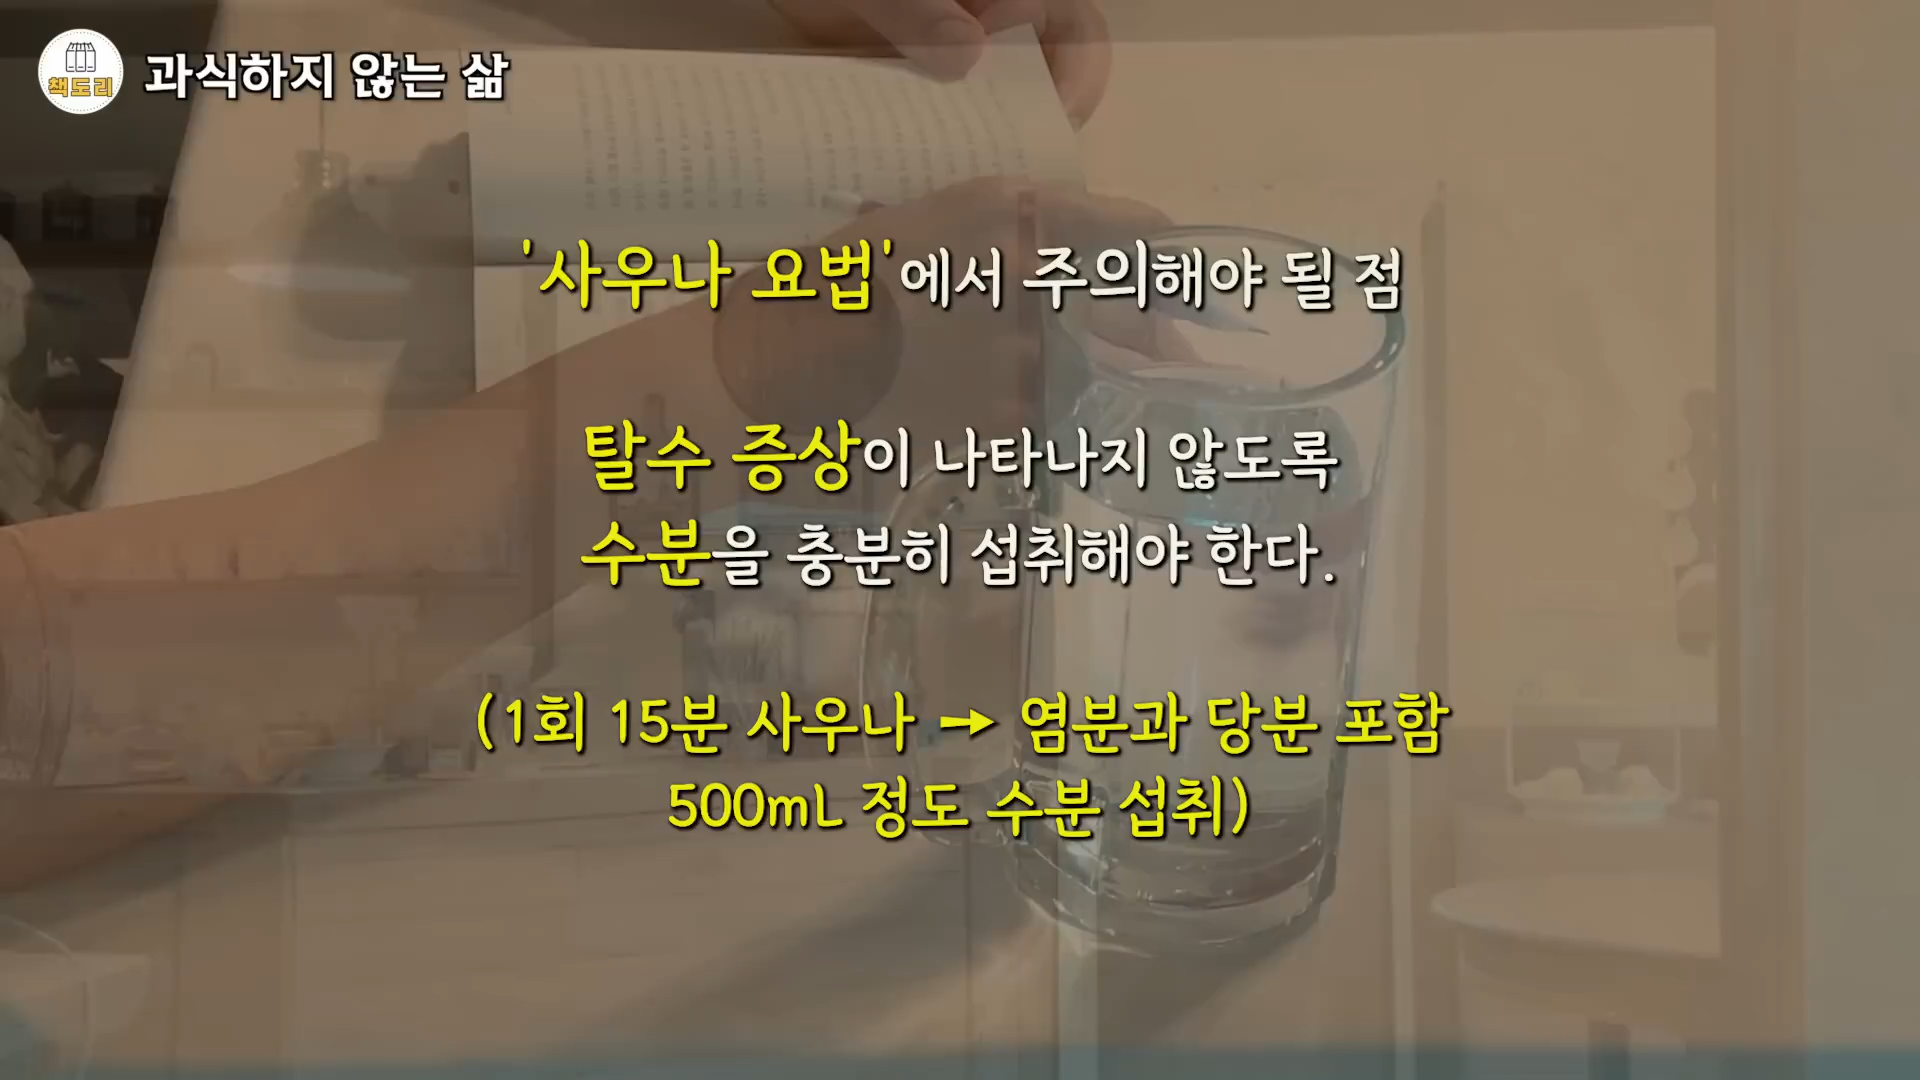 책도리
과식하지 않는 삶
'사우나 요법'에서 주의해야 될 점
탈수 증상이 나타나지 않도록
수분을 충분히 섭취해야 한다.
(1회 15분 사우나 → 염분과 당분 포함
500mL 정도 수분 섭취)